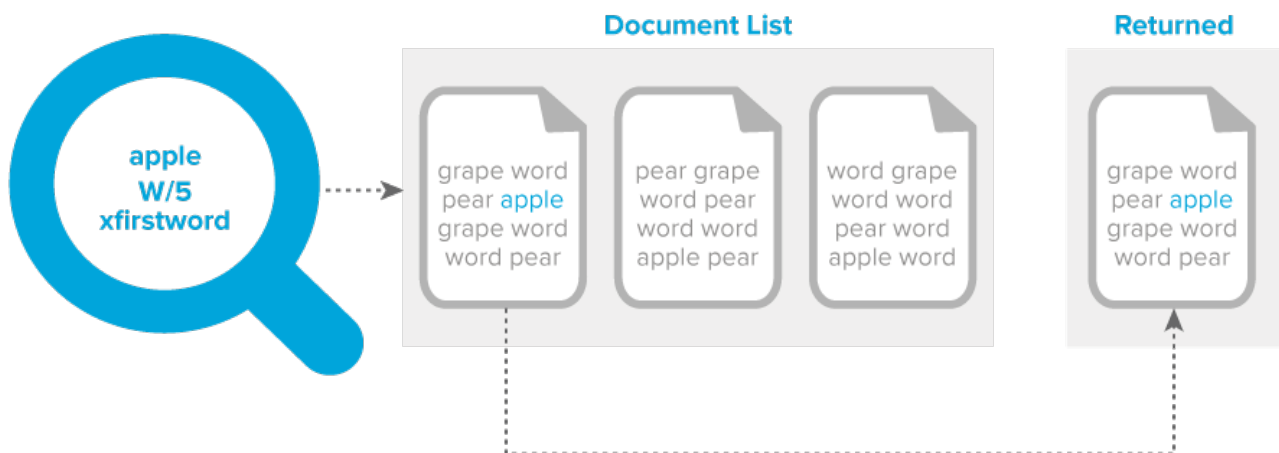 Document List
Returned
apple
W/5
xfirstword
grape word
pear apple
grape word
word pear
pear grape
word pear
word word
apple pear
word grape
word word
pear word
apple word
grape word
pear apple
grape word
word pear